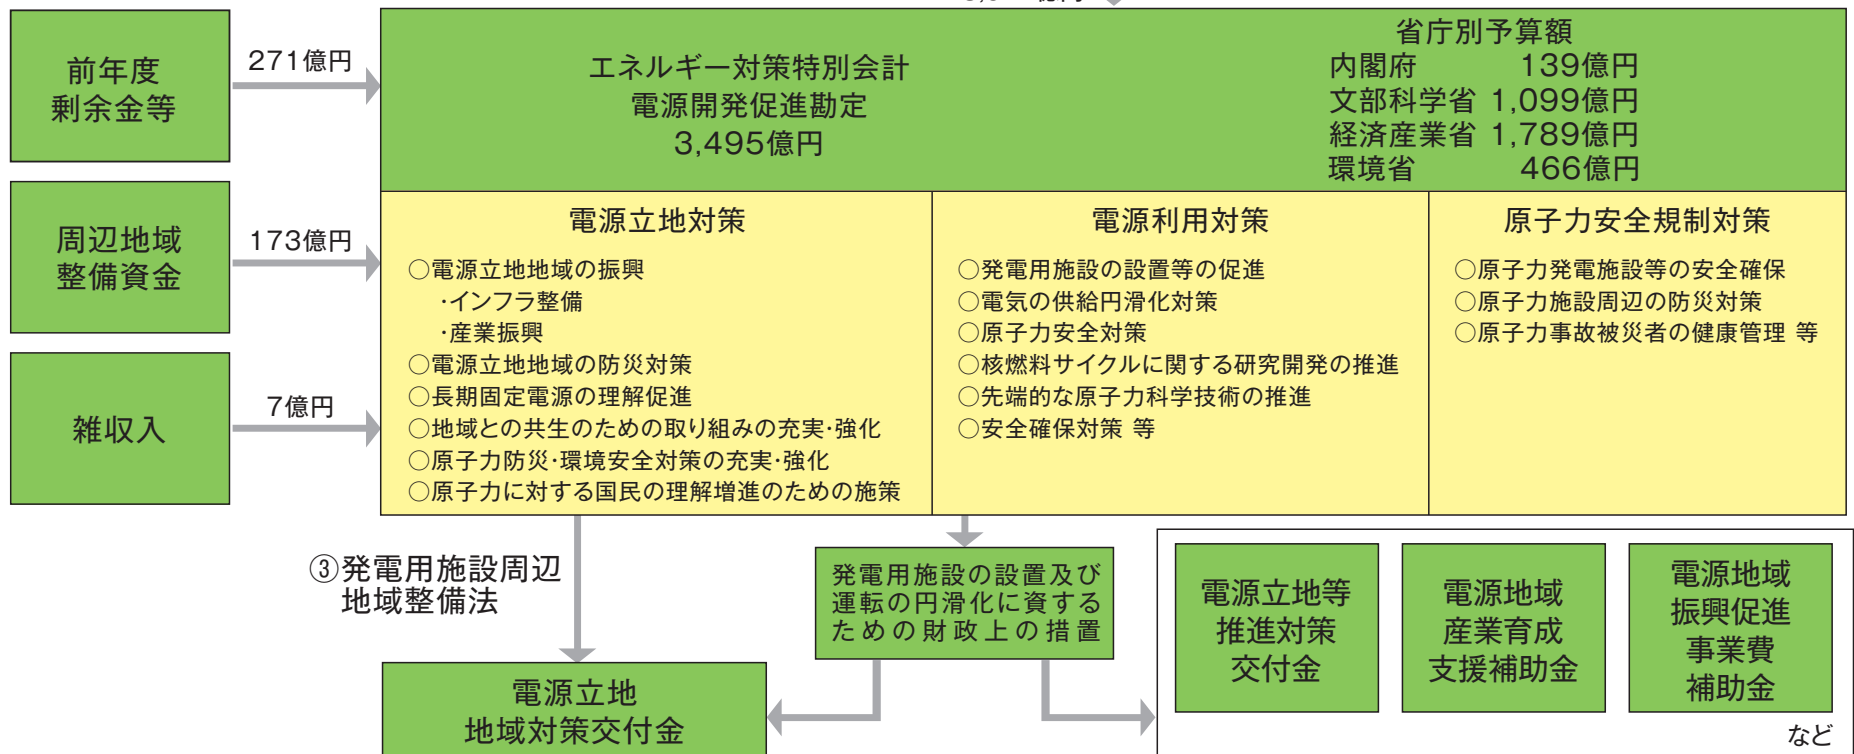 前年度
剰余金等
271億円
エネルギー対策特別会計
電源開発促進勘定
3,495億円
省庁別予算額
内閣府 139億円
文部科学省 1,099億円
経済産業省 1,789億円
環境省 466億円
周辺地域
整備資金
173億円
雑収入
7億円
電源立地対策
○電源立地地域の振興
・インフラ整備
・産業振興
○電源立地地域の防災対策
○長期固定電源の理解促進
○地域との共生のための取り組みの充実・強化
○原子力防災・環境安全対策の充実・強化
○原子力に対する国民の理解増進のための施策
電源利用対策
○発電用施設の設置等の促進
○電気の供給円滑化対策
○原子力安全対策
○核燃料サイクルに関する研究開発の推進
○先端的な原子力科学技術の推進
○安全確保対策 等
原子力安全規制対策
○原子力発電施設等の安全確保
○原子力施設周辺の防災対策
○原子力事故被災者の健康管理 等
③発電用施設周辺
地域整備法
発電用施設の設置及び
運転の円滑化に資する
ための財政上の措置
電源立地
地域対策交付金
電源立地等
推進対策
交付金
電源地域
産業育成
支援補助金
電源地域
振興促進
事業費
補助金
など